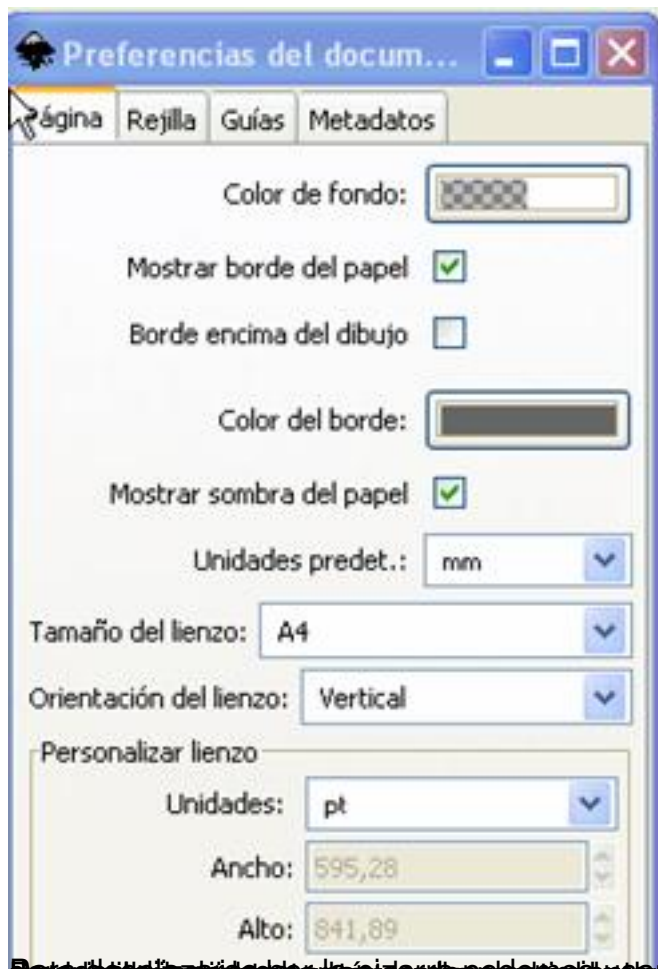 Preferencias del docum...
Página Rejilla Guías Metadatos
Color de fondo:
Mostrar borde del papel
Borde encima del dibujo
Color del borde:
Mostrar sombra del papel
Unidades predet.: mm
Tamaño del lienzo: A4
Orientación del lienzo: Vertical
Personalizar lienzo
Unidades: pt
Ancho: 595,28
Alto: 841,89